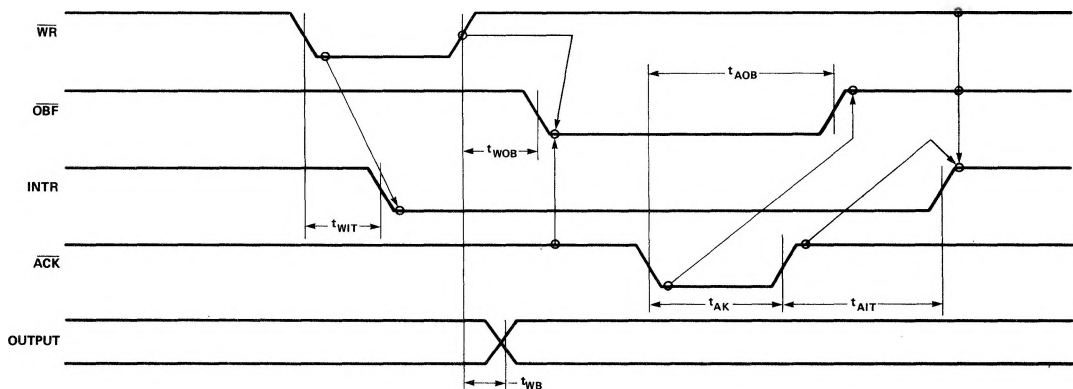 WR
tAOB
OBF
tWOB
INTR
tWIT
ACK
tAK
tAIT
OUTPUT
tWB